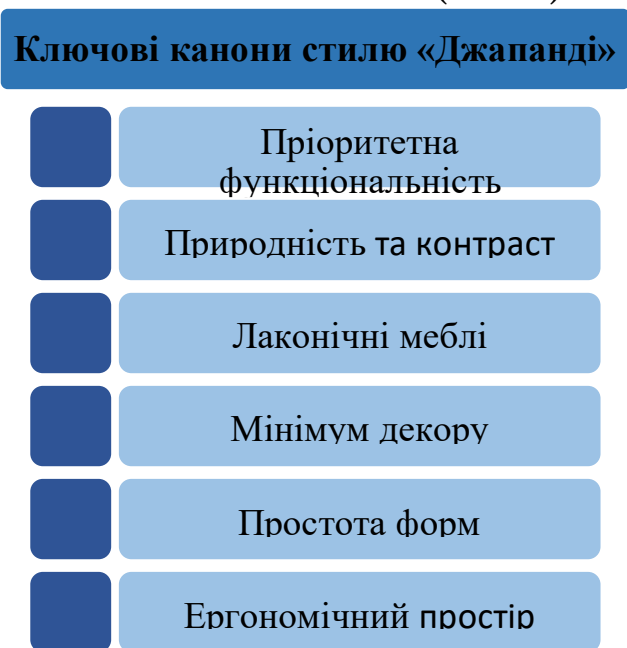 Ключові канони стилю «Джапанді»
Пріоритетна
функціональність
Природність та контраст
Лаконічні меблі
Мінімум декору
Простота форм
Ергономічний простір